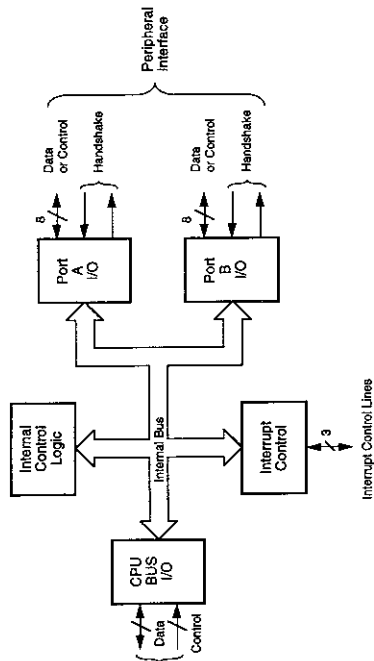 Internal
Control
Logic
CPU
BUS
I/O
Data
Control
Internal Bus
Interrupt
Control
3
Interrupt Control Lines
Port
A
I/O
8
Data
or Control
Handshake
Port
B
I/O
8
Data
or Control
Handshake
Peripheral
Interface